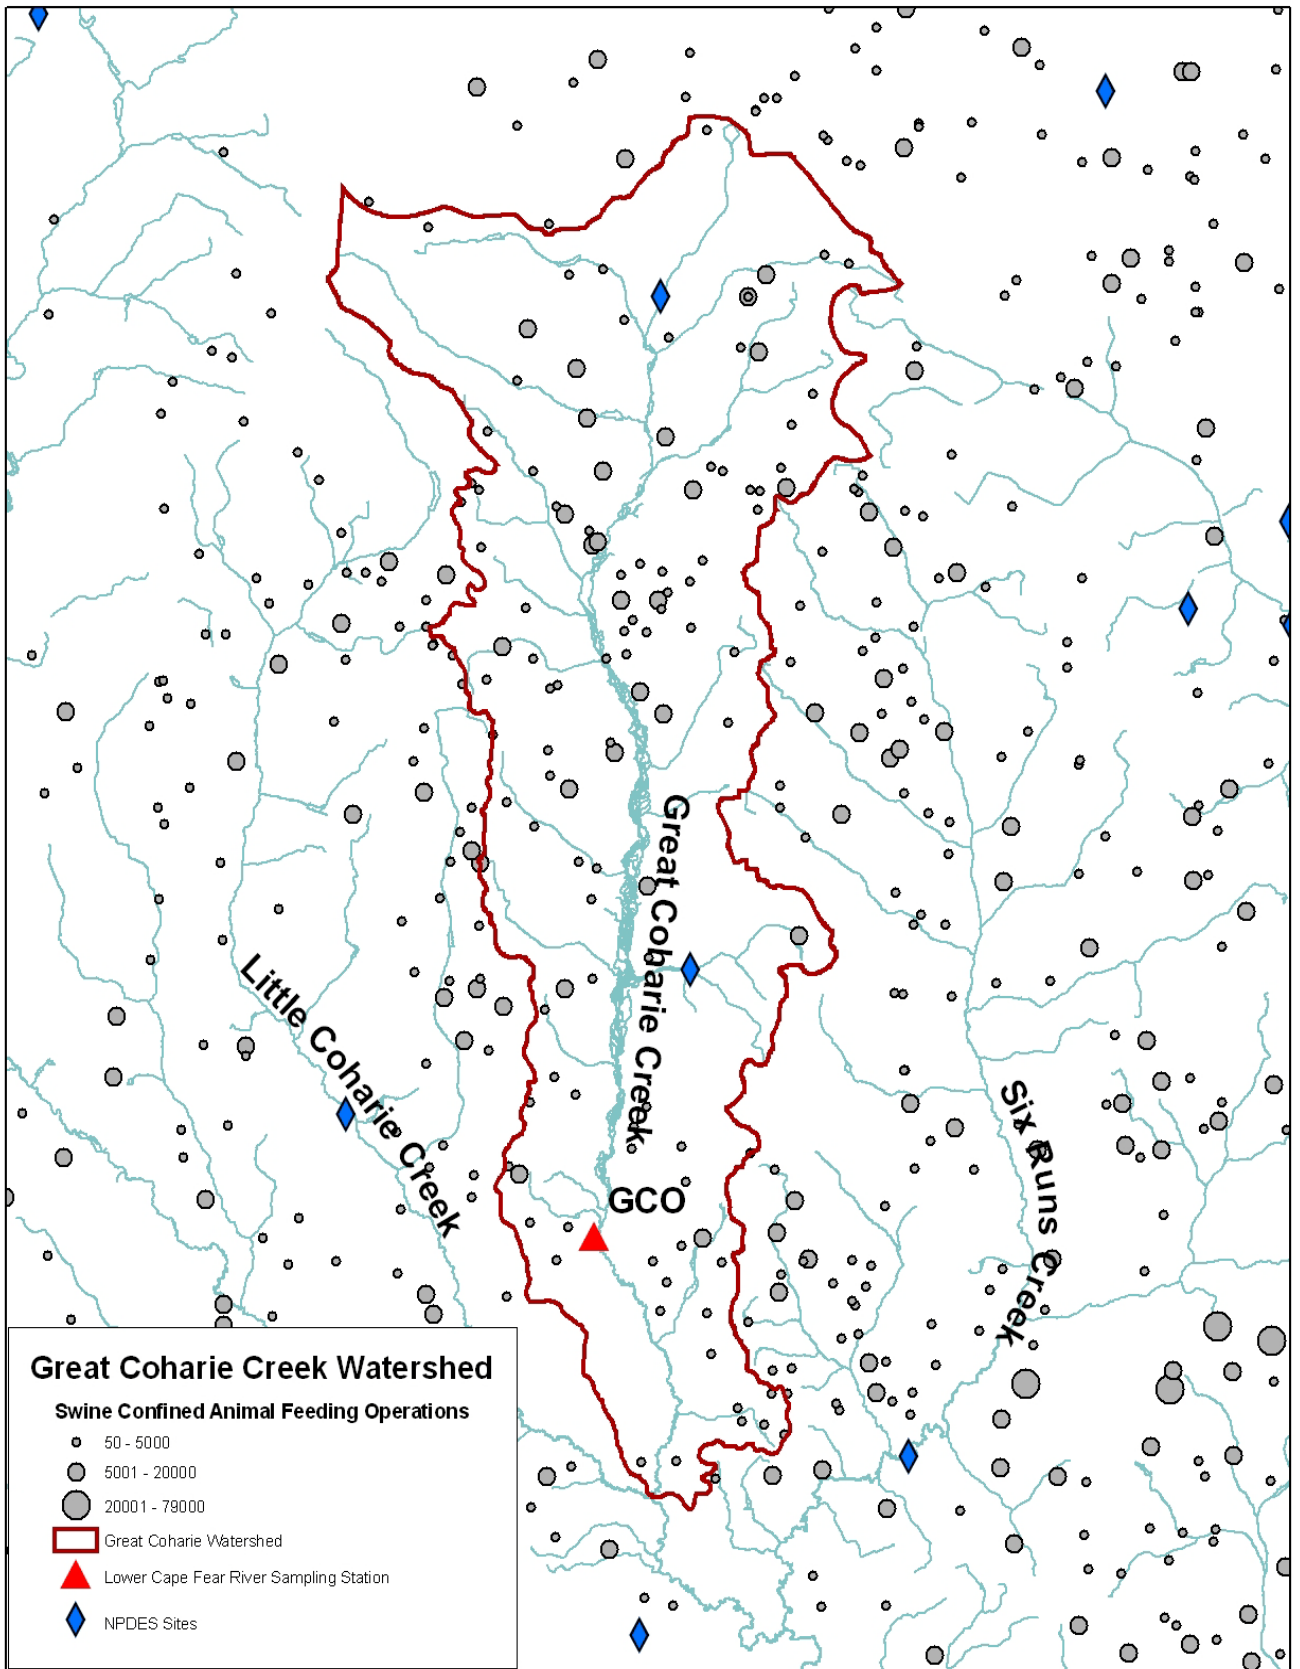 Great Coharie Creek
Little Coharie Creek
GCO
Six Runs Creek
Great Coharie Creek Watershed
Swine Confined Animal Feeding Operations
50 - 5000
5001 - 20000
20001 - 79000
Great Coharie Watershed
Lower Cape Fear River Sampling Station
NPDES Sites